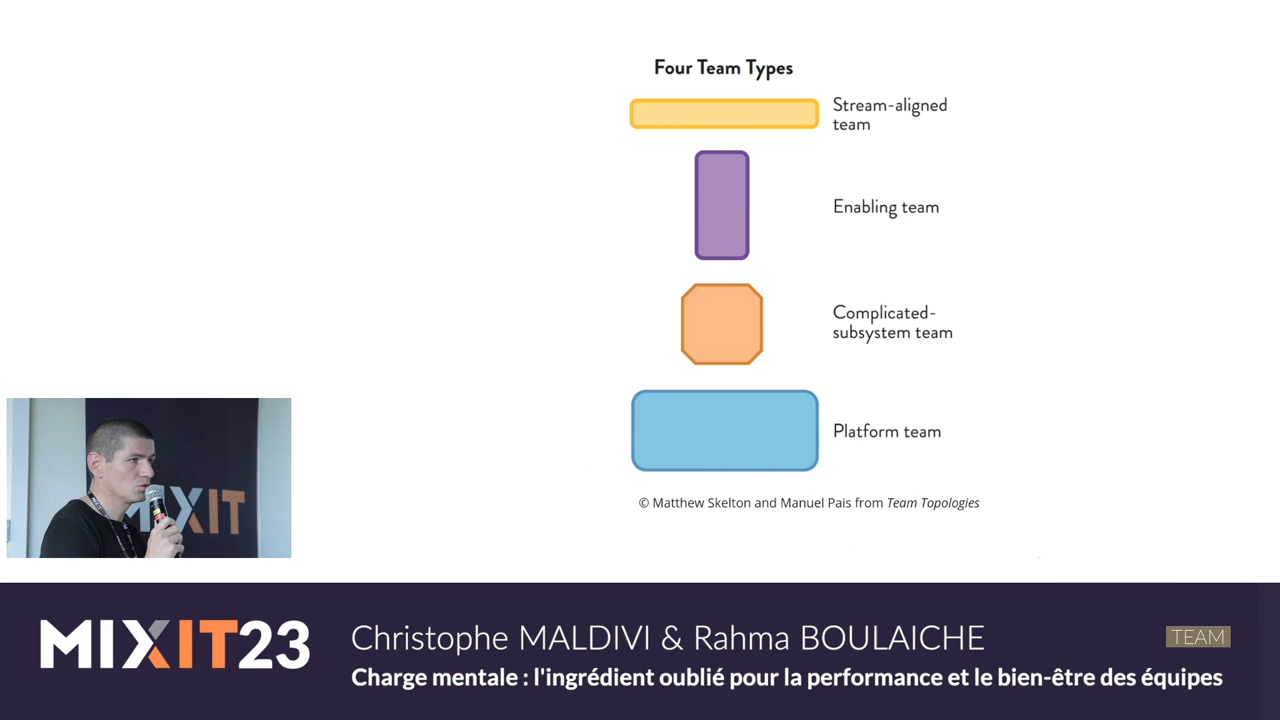 Four Team Types
Stream-aligned
team
Enabling team
Complicated-
subsystem team
Platform team
© Matthew Skelton and Manuel Pais from Team Topologies
MIXIT
MIXIT23
Christophe MALDIVI & Rahma BOULAICHE
TEAM
Charge mentale : l'ingrédient oublié pour la performance et le bien-être des équipes